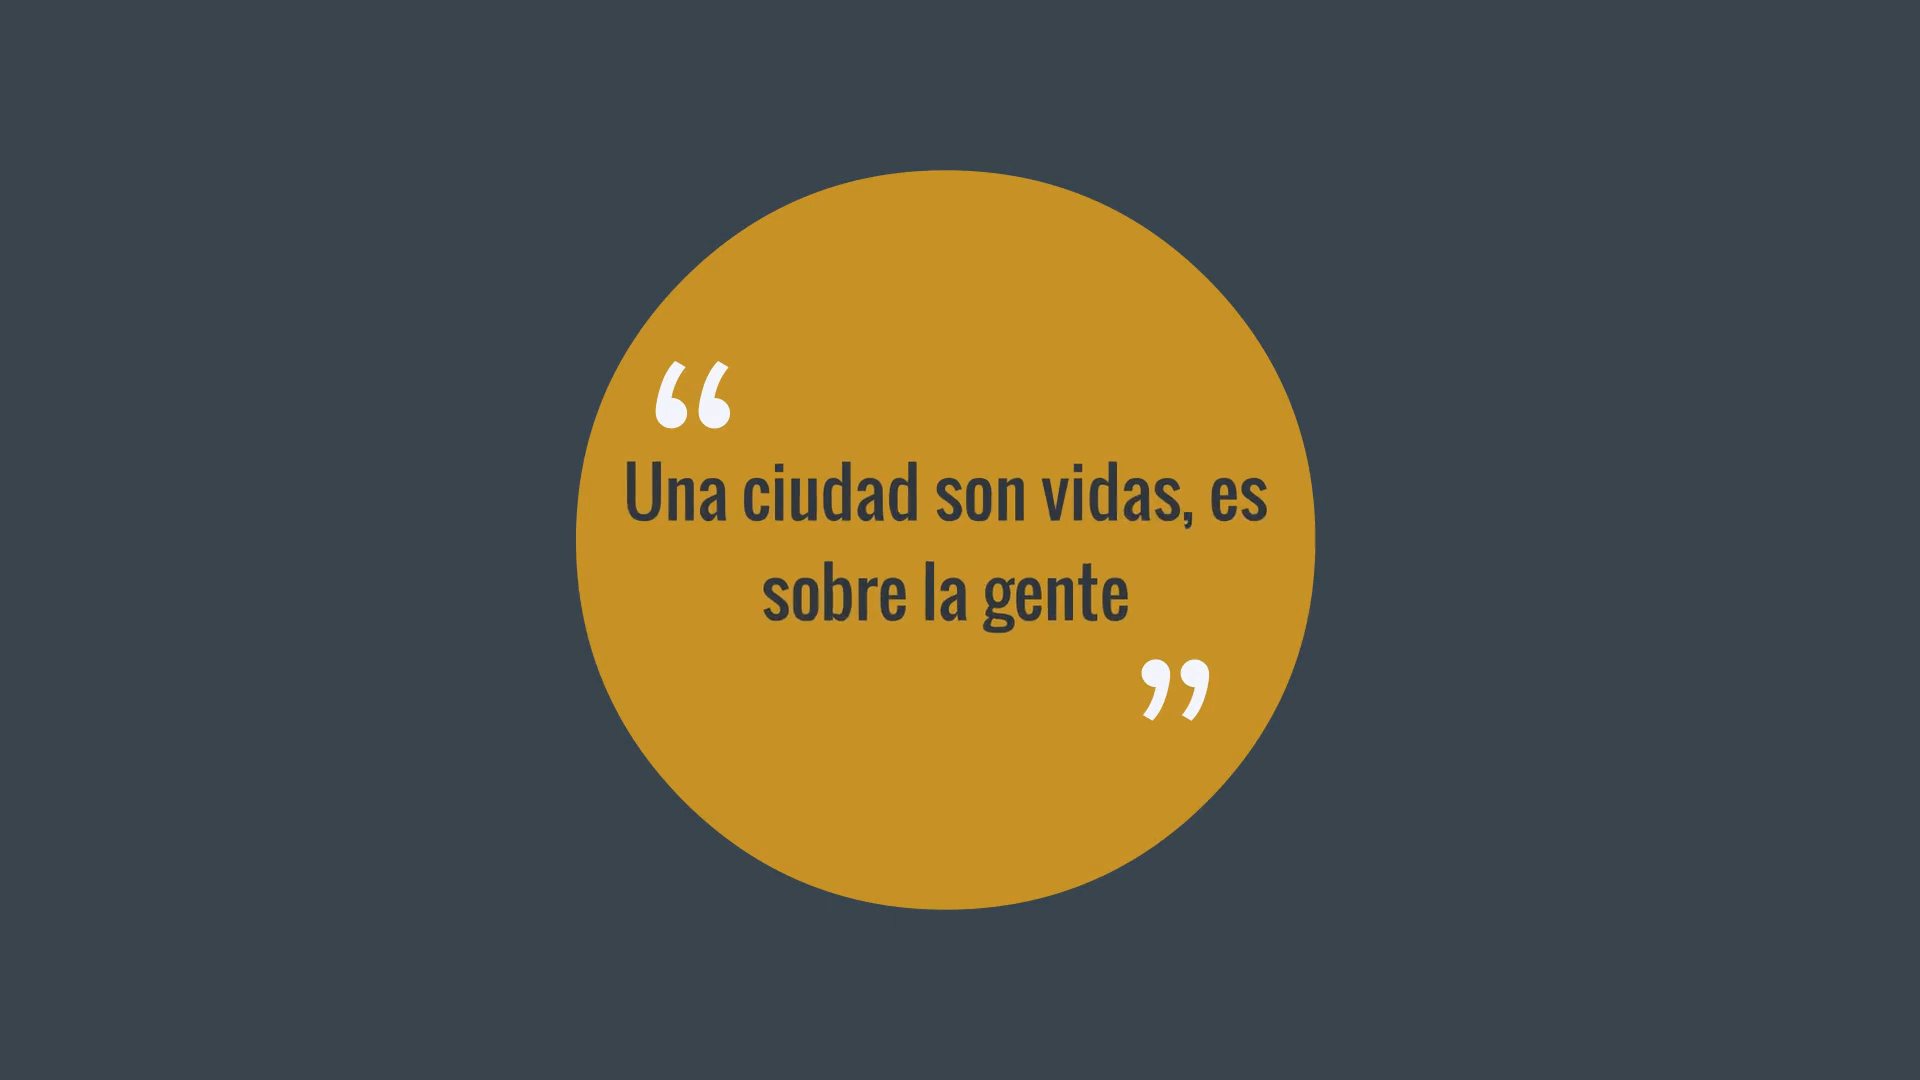 “
Una ciudad son vidas, es
sobre la gente
”